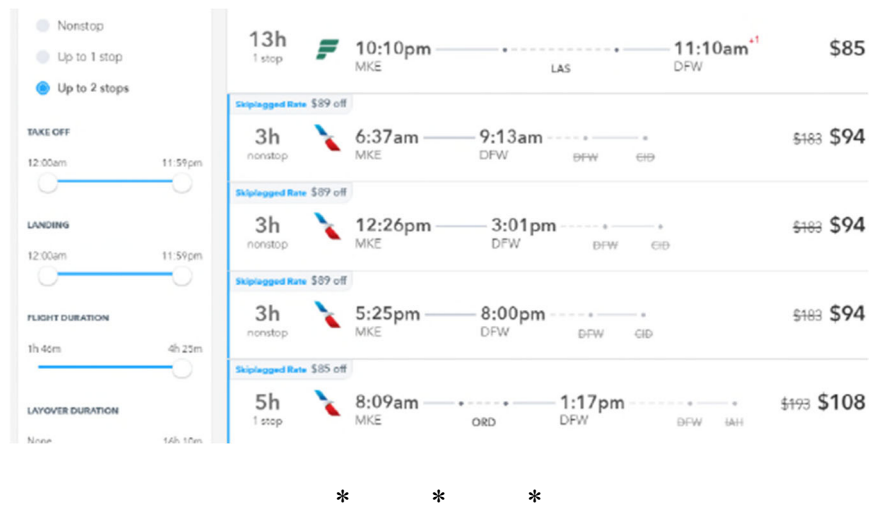 Nonstop
Up to 1 stop
Up to 2 stops
TAKE OFF
12:00am 11:59pm
LANDING
12:00am 11:59pm
FLIGHT DURATION
1h 46m 4h 25m
LAYOVER DURATION
None 16h 10m
13h 10:10pm 11:10am+1 $85
1 stop MKE LAS DFW
Skiplagged Rate $89 off
3h 6:37am 9:13am $183 $94
nonstop MKE DFW DFW CID
Skiplagged Rate $89 off
3h 12:26pm 3:01pm $183 $94
nonstop MKE DFW DFW CID
Skiplagged Rate $89 off
3h 5:25pm 8:00pm $183 $94
nonstop MKE DFW DFW CID
Skiplagged Rate $85 off
5h 8:09am 1:17pm $193 $108
1 stop MKE ORD DFW DFW IAH
* * *